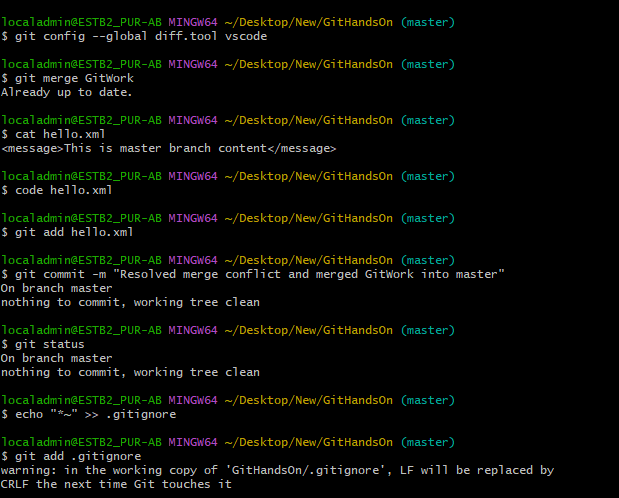 localadmin@ESTB2_PUR-AB MINGW64 ~/Desktop/New/GitHandsOn (master)
$ git config --global diff.tool vscode
localadmin@ESTB2_PUR-AB MINGW64 ~/Desktop/New/GitHandsOn (master)
$ git merge GitWork
Already up to date.
localadmin@ESTB2_PUR-AB MINGW64 ~/Desktop/New/GitHandsOn (master)
$ cat hello.xml
<message>This is master branch content</message>
localadmin@ESTB2_PUR-AB MINGW64 ~/Desktop/New/GitHandsOn (master)
$ code hello.xml
localadmin@ESTB2_PUR-AB MINGW64 ~/Desktop/New/GitHandsOn (master)
$ git add hello.xml
localadmin@ESTB2_PUR-AB MINGW64 ~/Desktop/New/GitHandsOn (master)
$ git commit -m "Resolved merge conflict and merged GitWork into master"
On branch master
nothing to commit, working tree clean
localadmin@ESTB2_PUR-AB MINGW64 ~/Desktop/New/GitHandsOn (master)
$ git status
On branch master
nothing to commit, working tree clean
localadmin@ESTB2_PUR-AB MINGW64 ~/Desktop/New/GitHandsOn (master)
$ echo "*~" >> .gitignore
localadmin@ESTB2_PUR-AB MINGW64 ~/Desktop/New/GitHandsOn (master)
$ git add .gitignore
warning: in the working copy of 'GitHandsOn/.gitignore', LF will be replaced by
CRLF the next time Git touches it